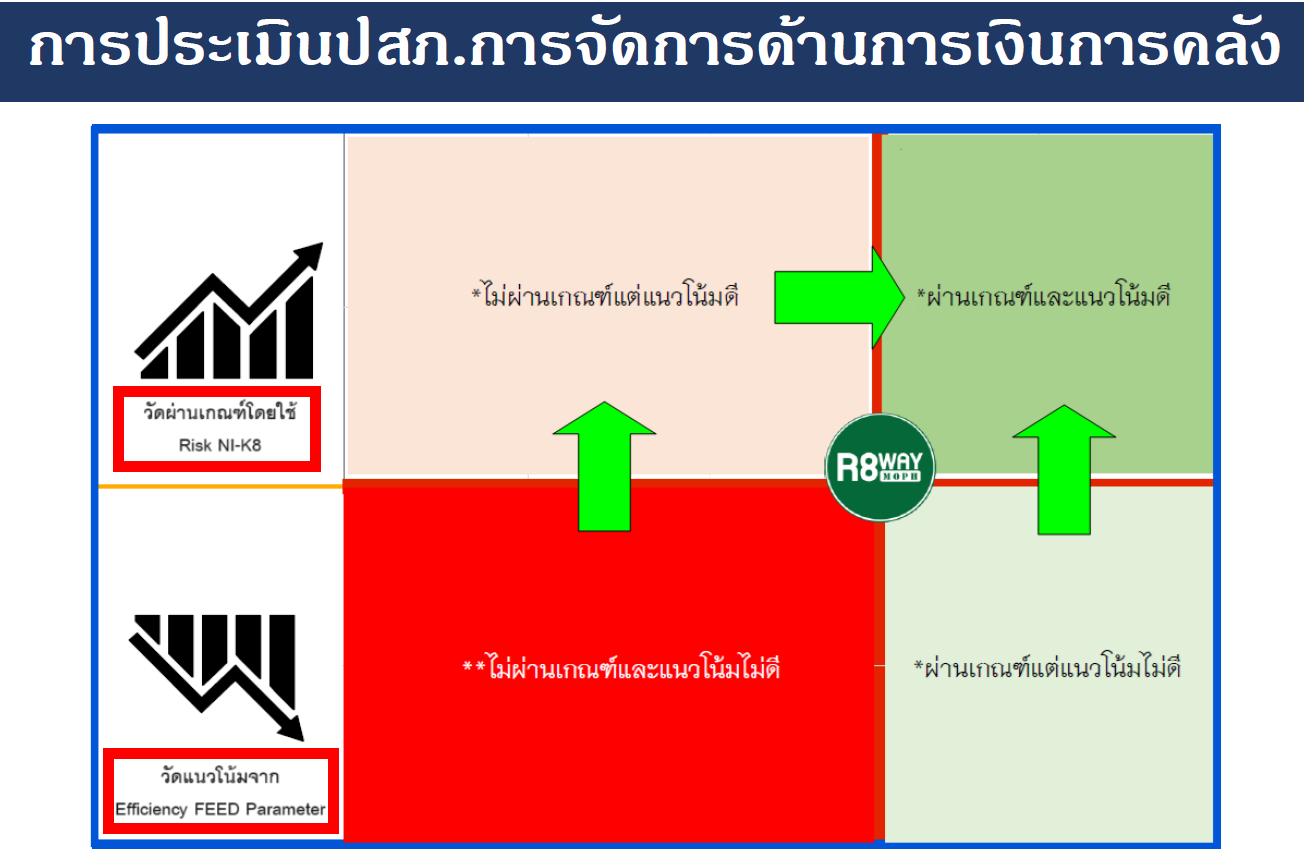 การประเมินปสภ.การจัดการด้านการเงินการคลัง
*ไม่ผ่านเกณฑ์แต่แนวโน้มดี
*ผ่านเกณฑ์และแนวโน้มดี
วัดผ่านเกณฑ์โดยใช้
Risk NI-K8
R8WAY
MOPH
**ไม่ผ่านเกณฑ์และแนวโน้มไม่ดี
*ผ่านเกณฑ์แต่แนวโน้มไม่ดี
วัดแนวโน้มจาก
Efficiency FEED Parameter